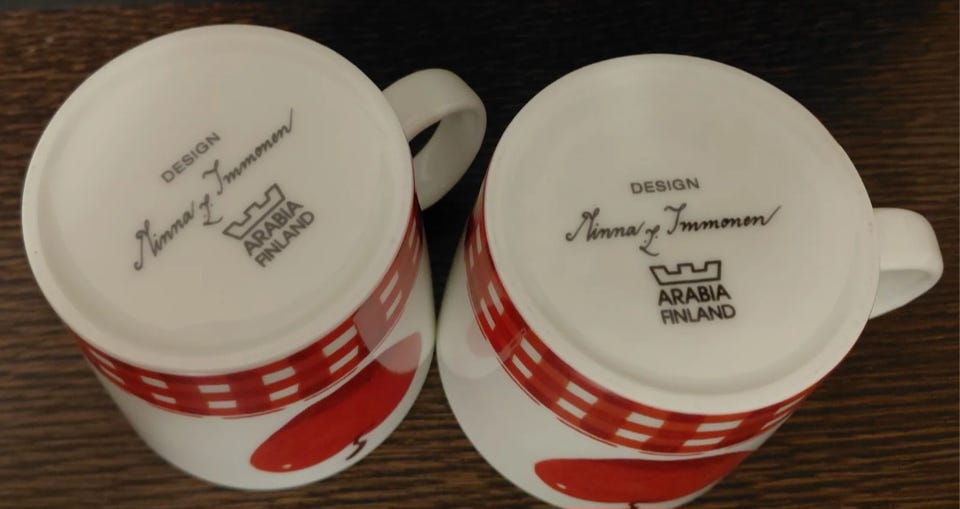 DESIGN
Ninna L Immonen
ARABIA
FINLAND
DESIGN
Ninna L Immonen
ARABIA
FINLAND